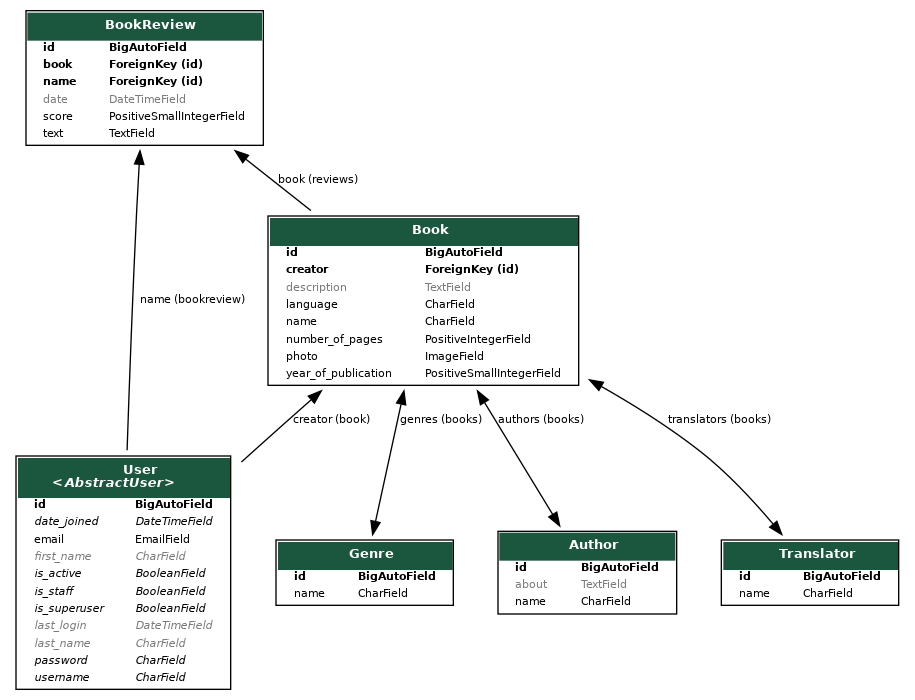 BookReview
id BigAutoField
book ForeignKey (id)
name ForeignKey (id)
date DateTimeField
score PositiveSmallIntegerField
text TextField
book (reviews)
Book
id BigAutoField
creator ForeignKey (id)
description TextField
language CharField
name CharField
number_of_pages PositiveIntegerField
photo ImageField
year_of_publication PositiveSmallIntegerField
name (bookreview)
creator (book)
genres (books)
authors (books)
translators (books)
User
<AbstractUser>
id BigAutoField
date_joined DateTimeField
email EmailField
first_name CharField
is_active BooleanField
is_staff BooleanField
is_superuser BooleanField
last_login DateTimeField
last_name CharField
password CharField
username CharField
Genre
id BigAutoField
name CharField
Author
id BigAutoField
about TextField
name CharField
Translator
id BigAutoField
name CharField